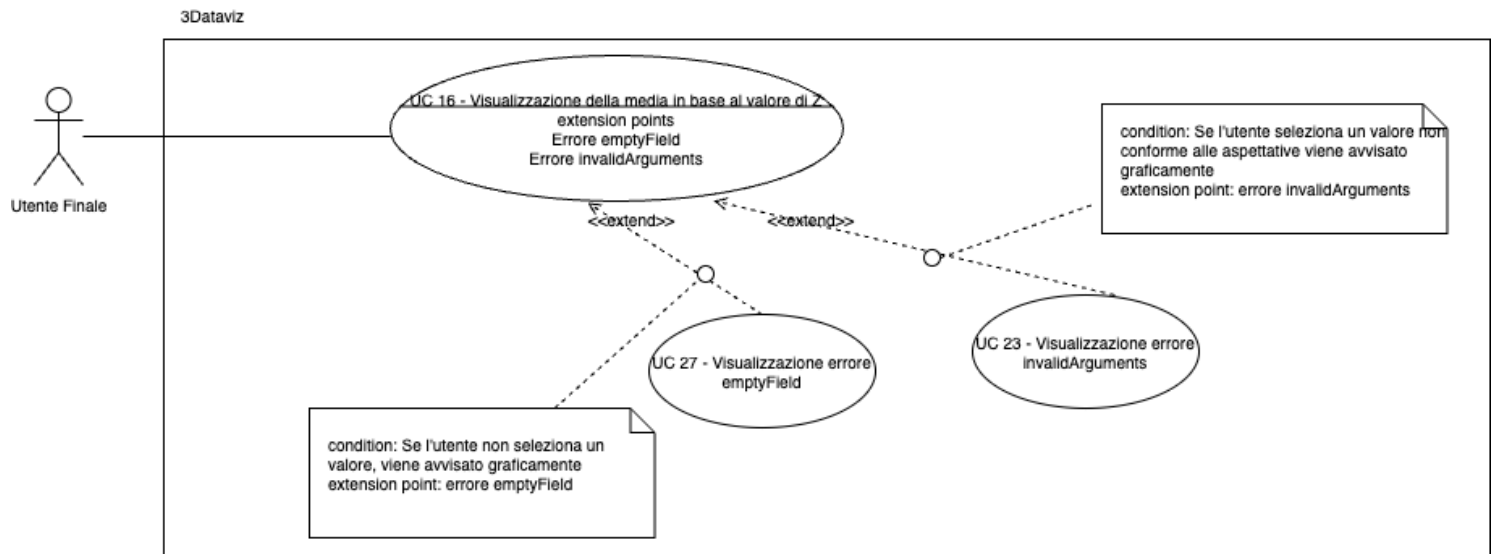 3Dataviz
UC 16 - Visualizzazione della media in base al valore di Z
extension points
Errore emptyField
Errore invalidArguments
condition: Se l'utente seleziona un valore non
conforme alle aspettative viene avvisato
graficamente
extension point: errore invalidArguments
Utente Finale
<<extend>>
<<extend>>
UC 27 - Visualizzazione errore
emptyField
UC 23 - Visualizzazione errore
invalidArguments
condition: Se l'utente non seleziona un
valore, viene avvisato graficamente
extension point: errore emptyField